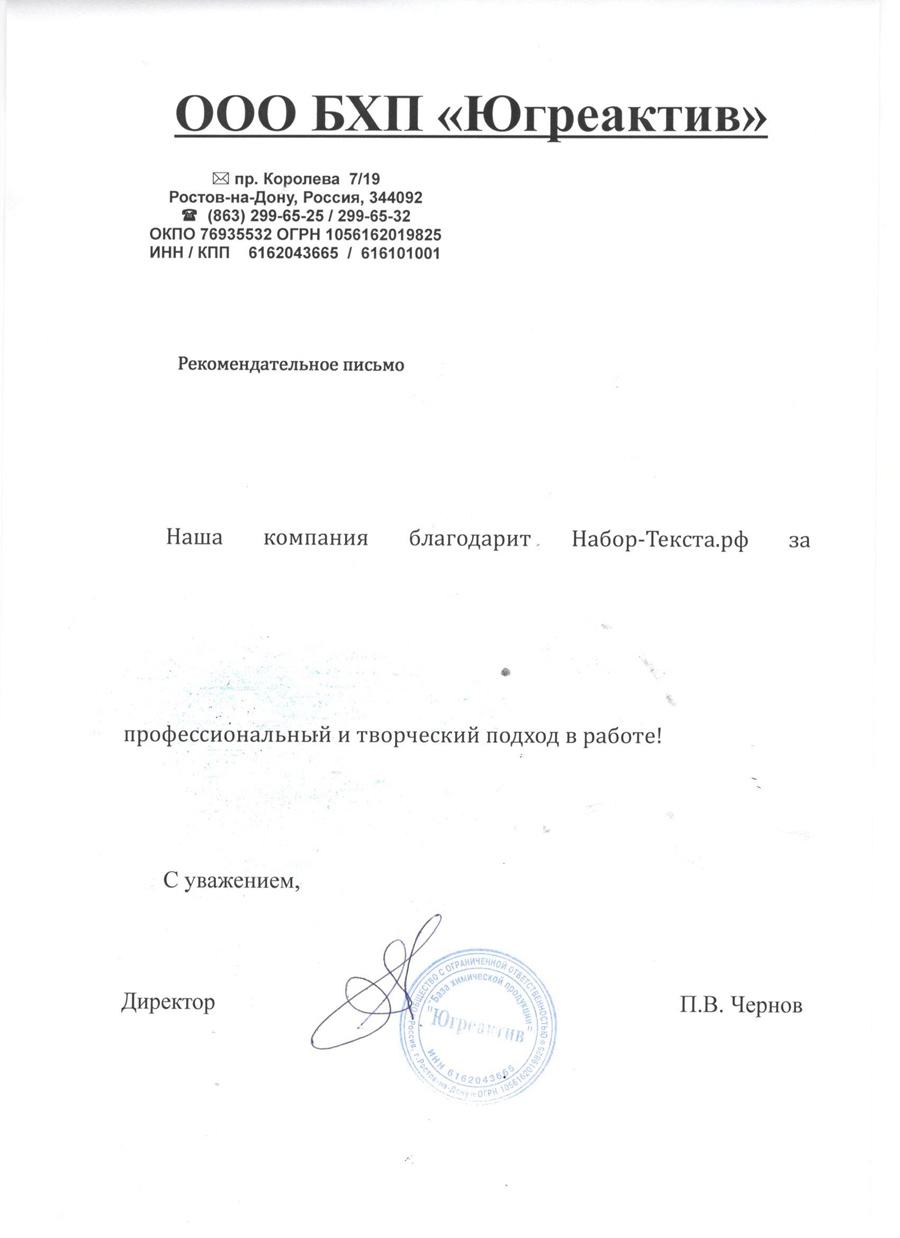 ООО БХП «Югреактив»
✉ пр. Королева 7/19
Ростов-на-Дону, Россия, 344092
☎ (863) 299-65-25 / 299-65-32
ОКПО 76935532 ОГРН 1056162019825
ИНН / КПП 6162043665 / 616101001
Рекомендательное письмо
Наша компания благодарит Набор-Текста.рф за
профессиональный и творческий подход в работе!
С уважением,
Директор
П.В. Чернов
ОБЩЕСТВО С ОГРАНИЧЕННОЙ ОТВЕТСТВЕННОСТЬЮ
Россия, г.Ростов-на-Дону ОГРН 1056162019825
"База химической продукции
"Югреактив"
ИНН 6162043665